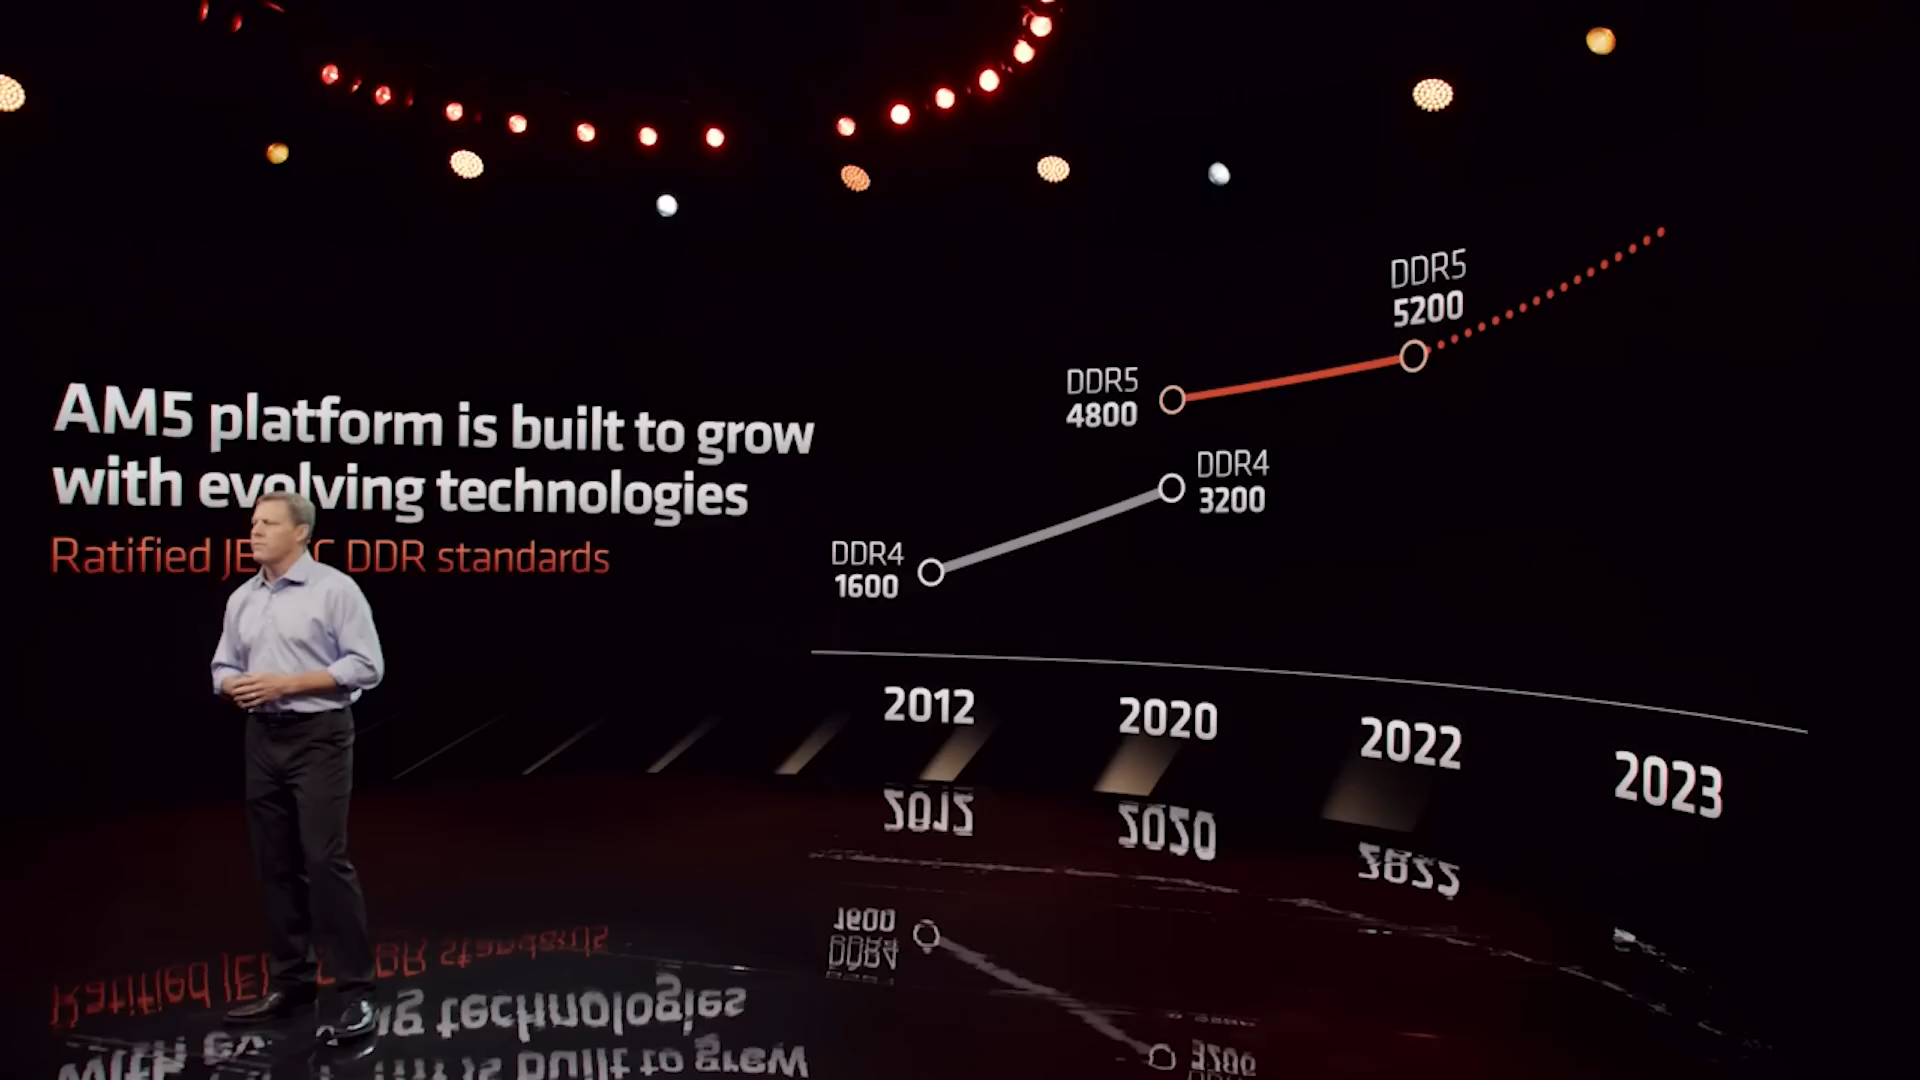 AM5 platform is built to grow
with evolving technologies
Ratified DDR standards
DDR5
5200
DDR5
4800
DDR4
3200
DDR4
1600
2012
2020
2022
2023